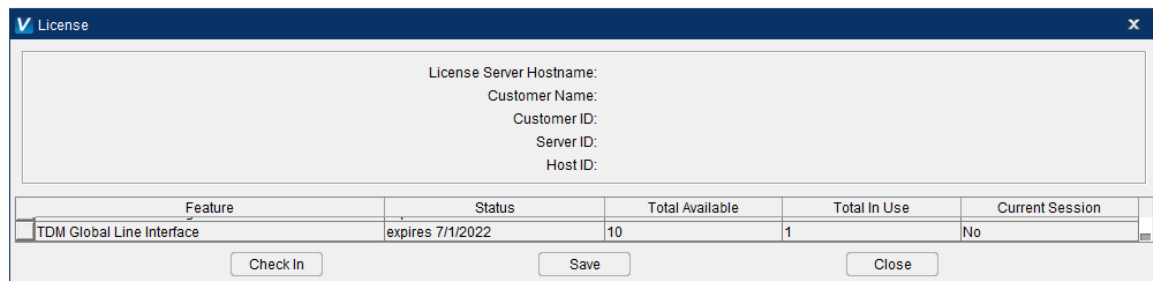 License x
License Server Hostname:
Customer Name:
Customer ID:
Server ID:
Host ID:
Feature Status Total Available Total In Use Current Session
TDM Global Line Interface expires 7/1/2022 10 1 No
Check In Save Close